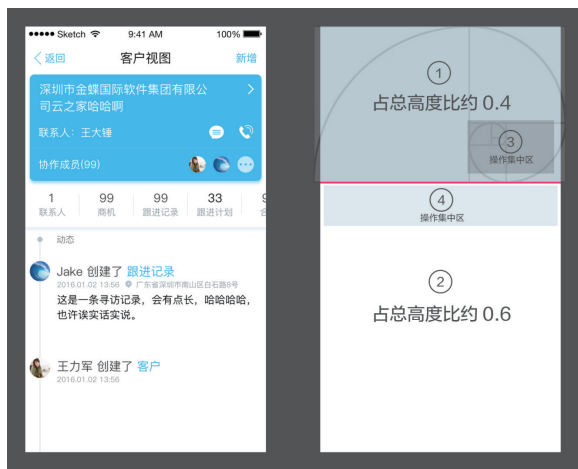 Sketch 9:41 AM 100%
返回 客户视图 新增
深圳市金蝶国际软件集团有限公
司云之家哈哈啊
联系人：王大锤
协作成员(99)
1 99 99 33
联系人 商机 跟进记录 跟进计划
动态
Jake 创建了 跟进记录
2016.01.02 13:56 广东省深圳市南山区白石路8号
这是一条寻访记录，会有点长，哈哈哈哈，
也许诶实话实说。
王力军 创建了 客户
2016.01.02 13:56
1
占总高度比约 0.4
3
操作集中区
4
操作集中区
2
占总高度比约 0.6